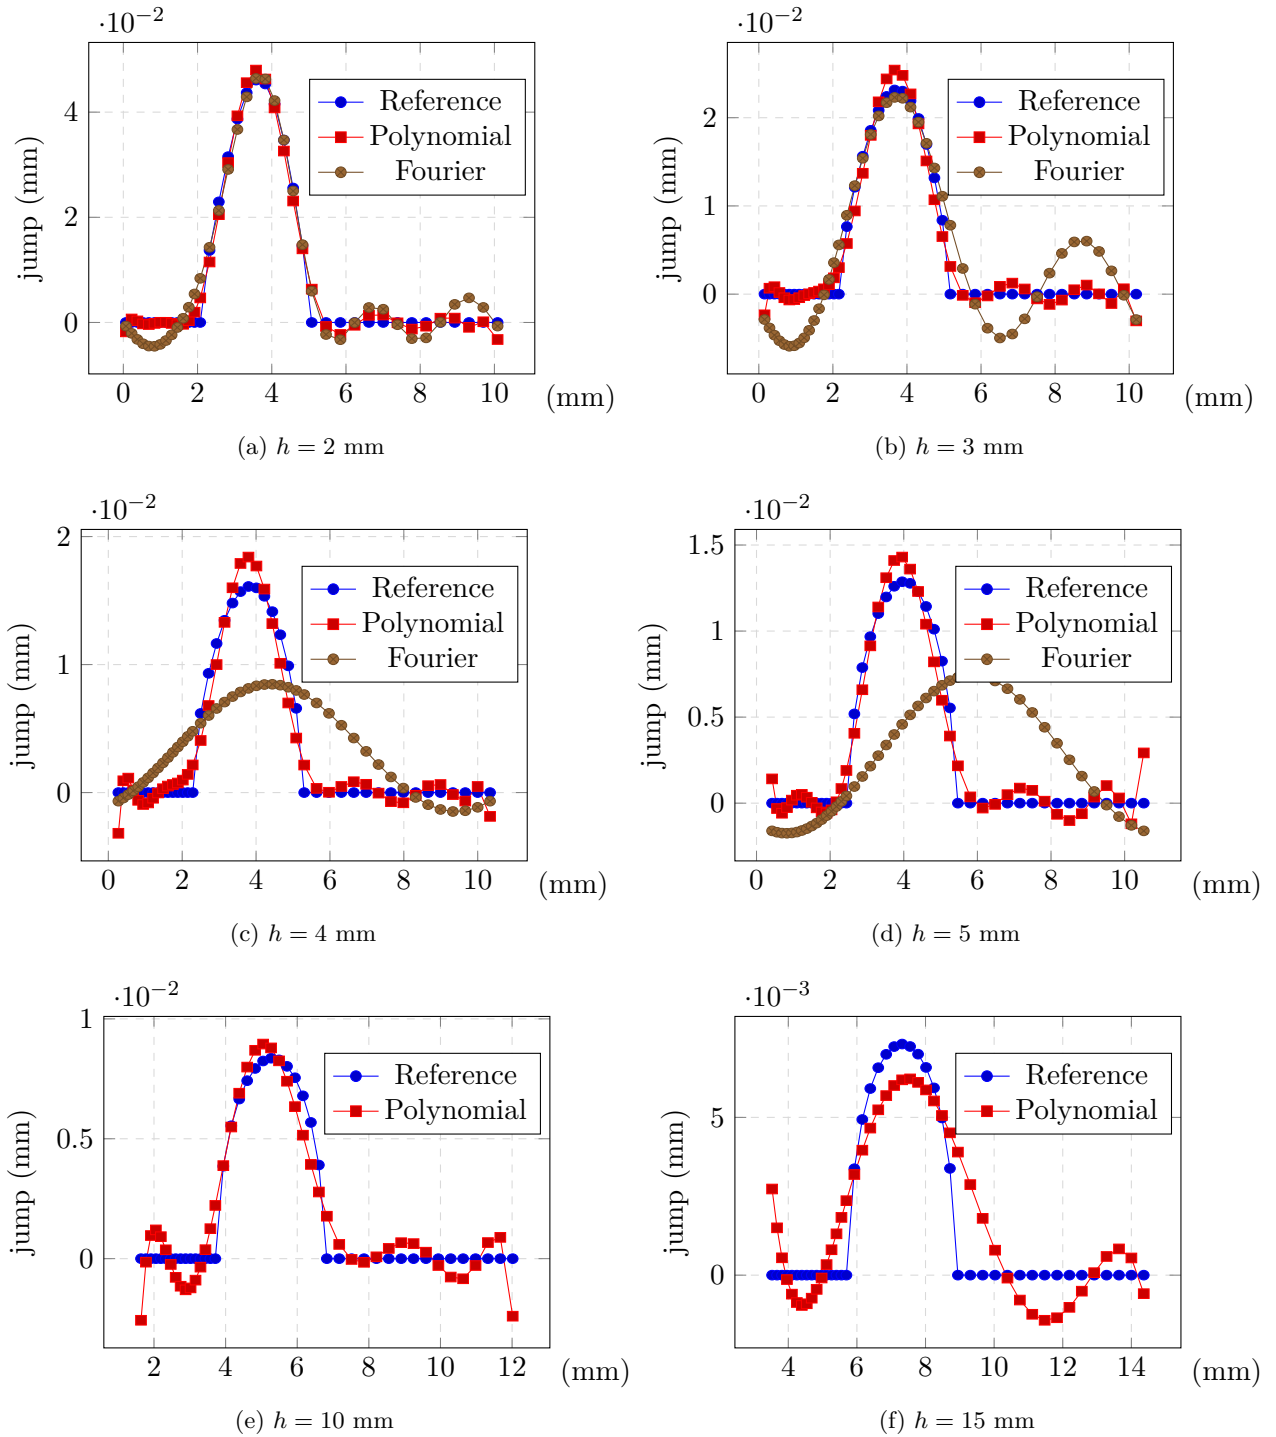 ·10⁻²
jump (mm)
4
2
0
0 2 4 6 8 10
(mm)
Reference
Polynomial
Fourier
(a) h = 2 mm
·10⁻²
jump (mm)
2
1
0
0 2 4 6 8 10
(mm)
Reference
Polynomial
Fourier
(b) h = 3 mm
·10⁻²
jump (mm)
2
1
0
0 2 4 6 8 10
(mm)
Reference
Polynomial
Fourier
(c) h = 4 mm
·10⁻²
jump (mm)
1.5
1
0.5
0
0 2 4 6 8 10
(mm)
Reference
Polynomial
Fourier
(d) h = 5 mm
·10⁻²
jump (mm)
1
0.5
0
2 4 6 8 10 12
(mm)
Reference
Polynomial
(e) h = 10 mm
·10⁻³
jump (mm)
5
0
4 6 8 10 12 14
(mm)
Reference
Polynomial
(f) h = 15 mm